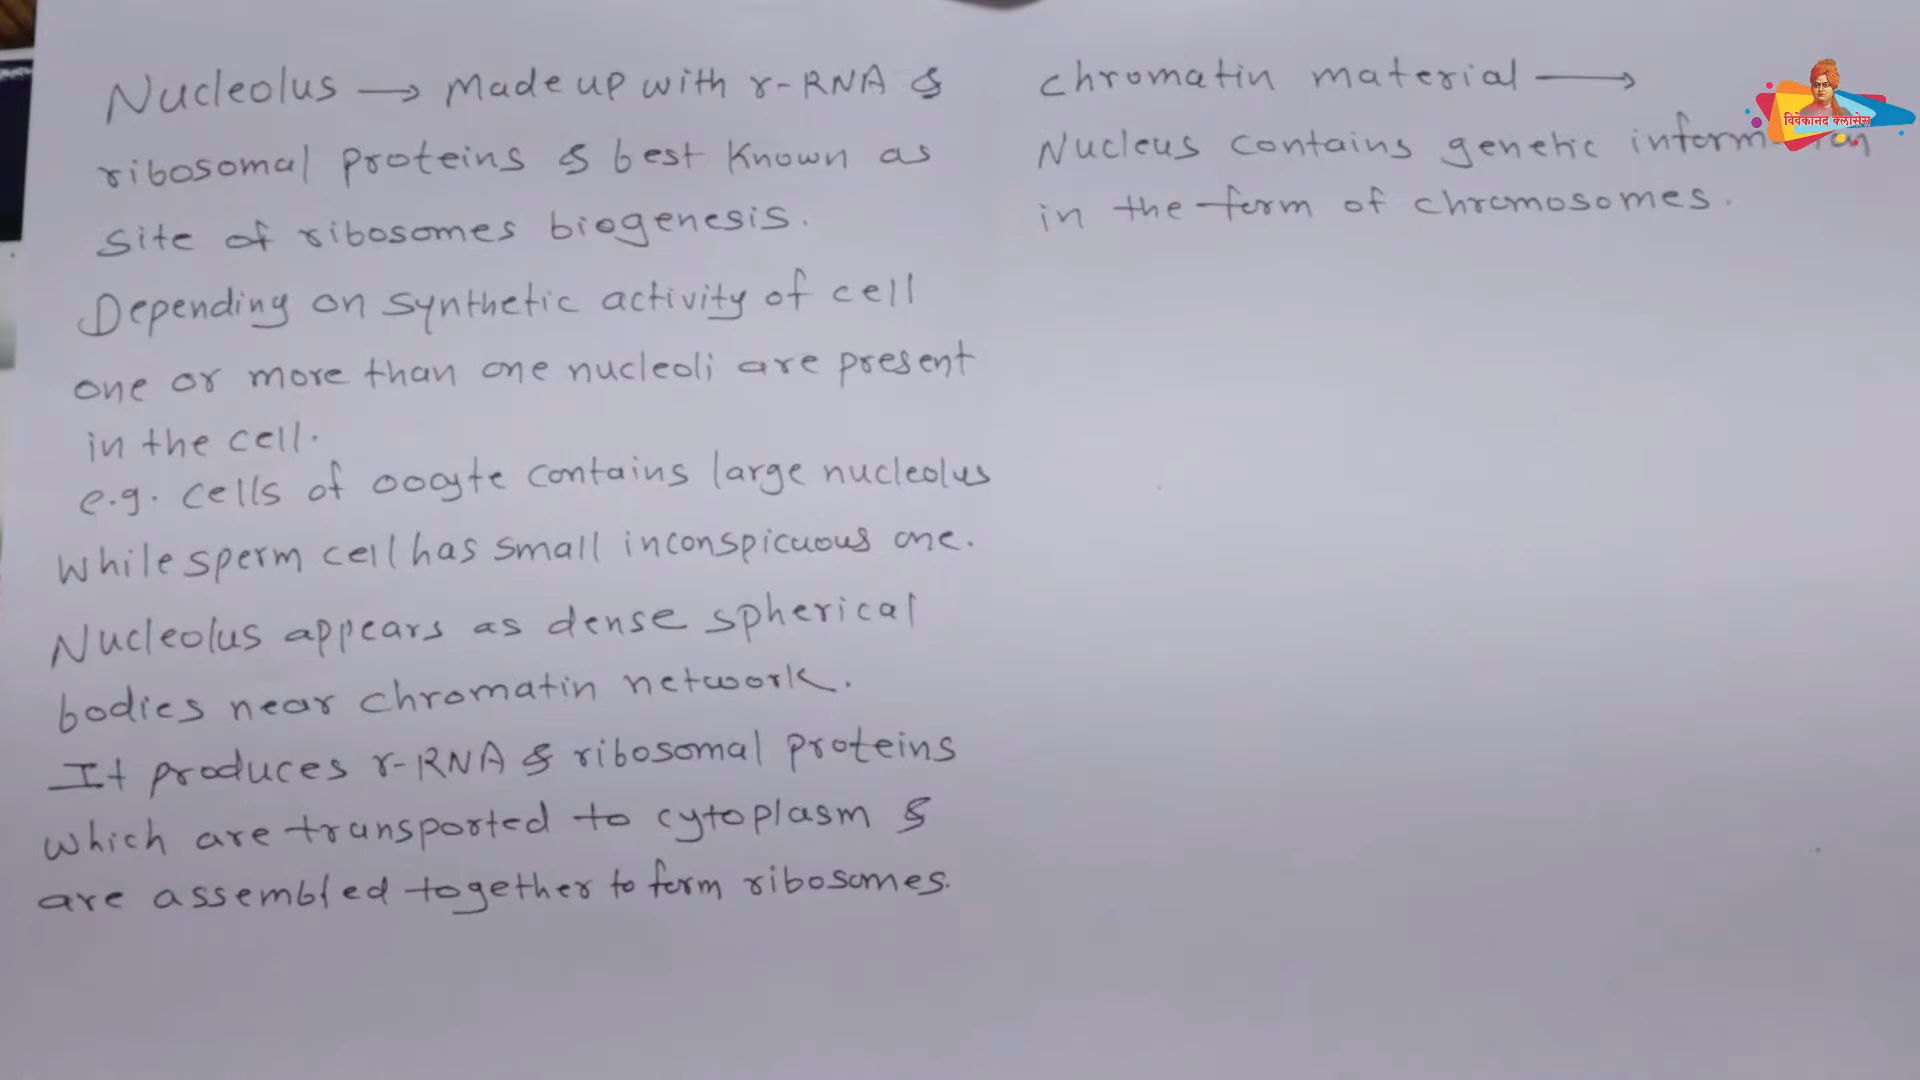 Nucleolus → Made up with r-RNA &
ribosomal proteins & best known as
site of ribosomes biogenesis.
Depending on synthetic activity of cell
one or more than one nucleoli are present
in the cell.
e.g. cells of oocyte contains large nucleolus
while sperm cell has small inconspicuous one.
Nucleolus appears as dense spherical
bodies near chromatin network.
It produces r-RNA & ribosomal proteins
which are transported to cytoplasm &
are assembled together to form ribosomes.
chromatin material →
Nucleus contains genetic information
in the form of chromosomes.
विवेकानंद क्लासेस